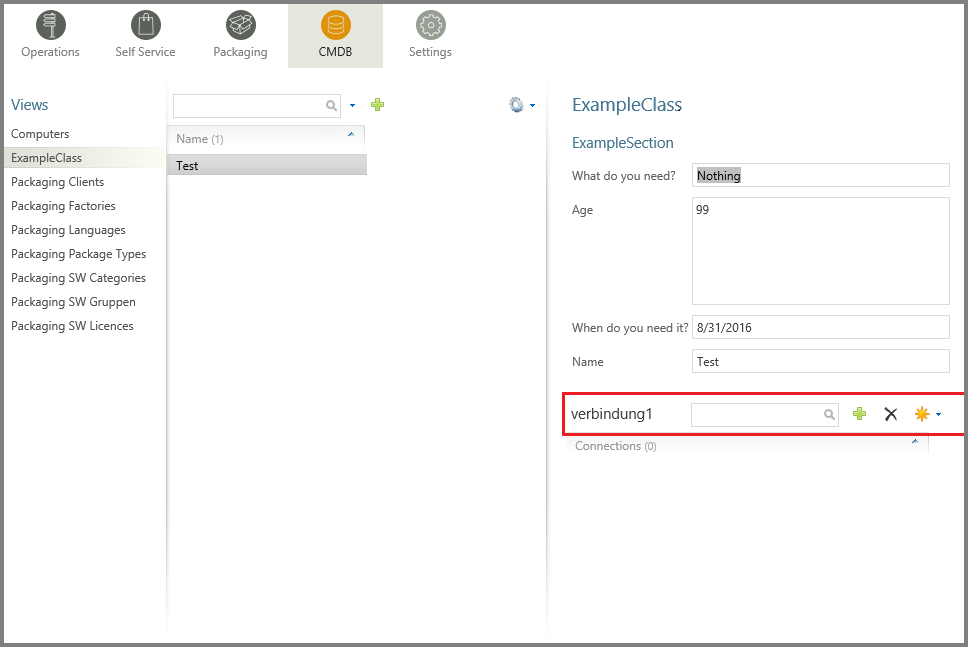 Operations
Self Service
Packaging
CMDB
Settings
Views
Computers
ExampleClass
Packaging Clients
Packaging Factories
Packaging Languages
Packaging Package Types
Packaging SW Categories
Packaging SW Gruppen
Packaging SW Licences
Name (1)
Test
ExampleClass
ExampleSection
What do you need? Nothing
Age 99
When do you need it? 8/31/2016
Name Test
verbindung1
Connections (0)